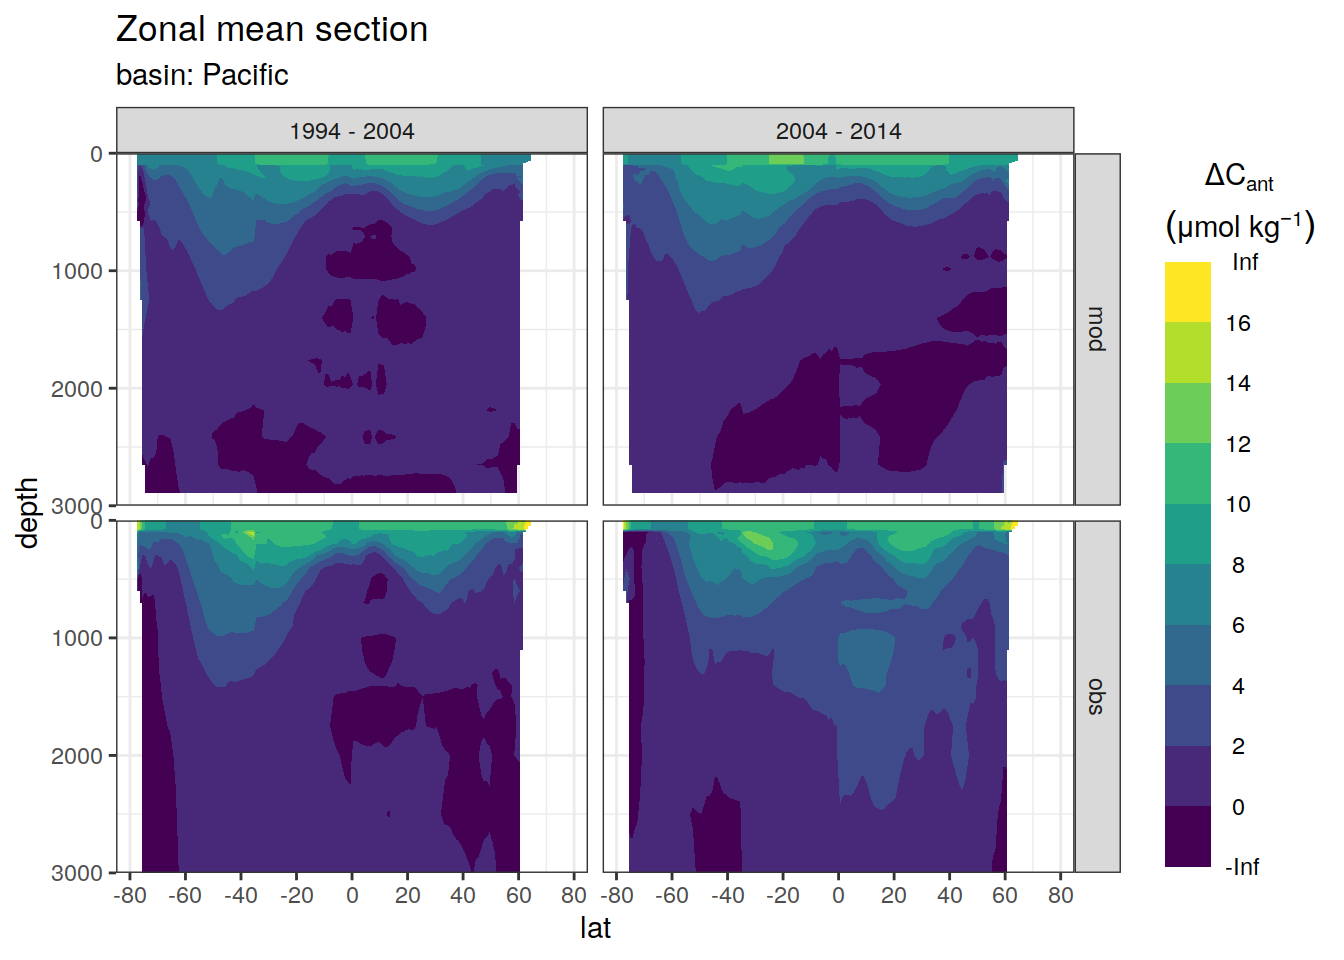 Zonal mean section
basin: Pacific
1994 - 2004
2004 - 2014
0
1000
2000
3000
mod
0
1000
2000
3000
obs
depth
-80 -60 -40 -20 0 20 40 60 80
-80 -60 -40 -20 0 20 40 60 80
lat
ΔCant
(μmol kg⁻¹)
Inf
16
14
12
10
8
6
4
2
0
-Inf